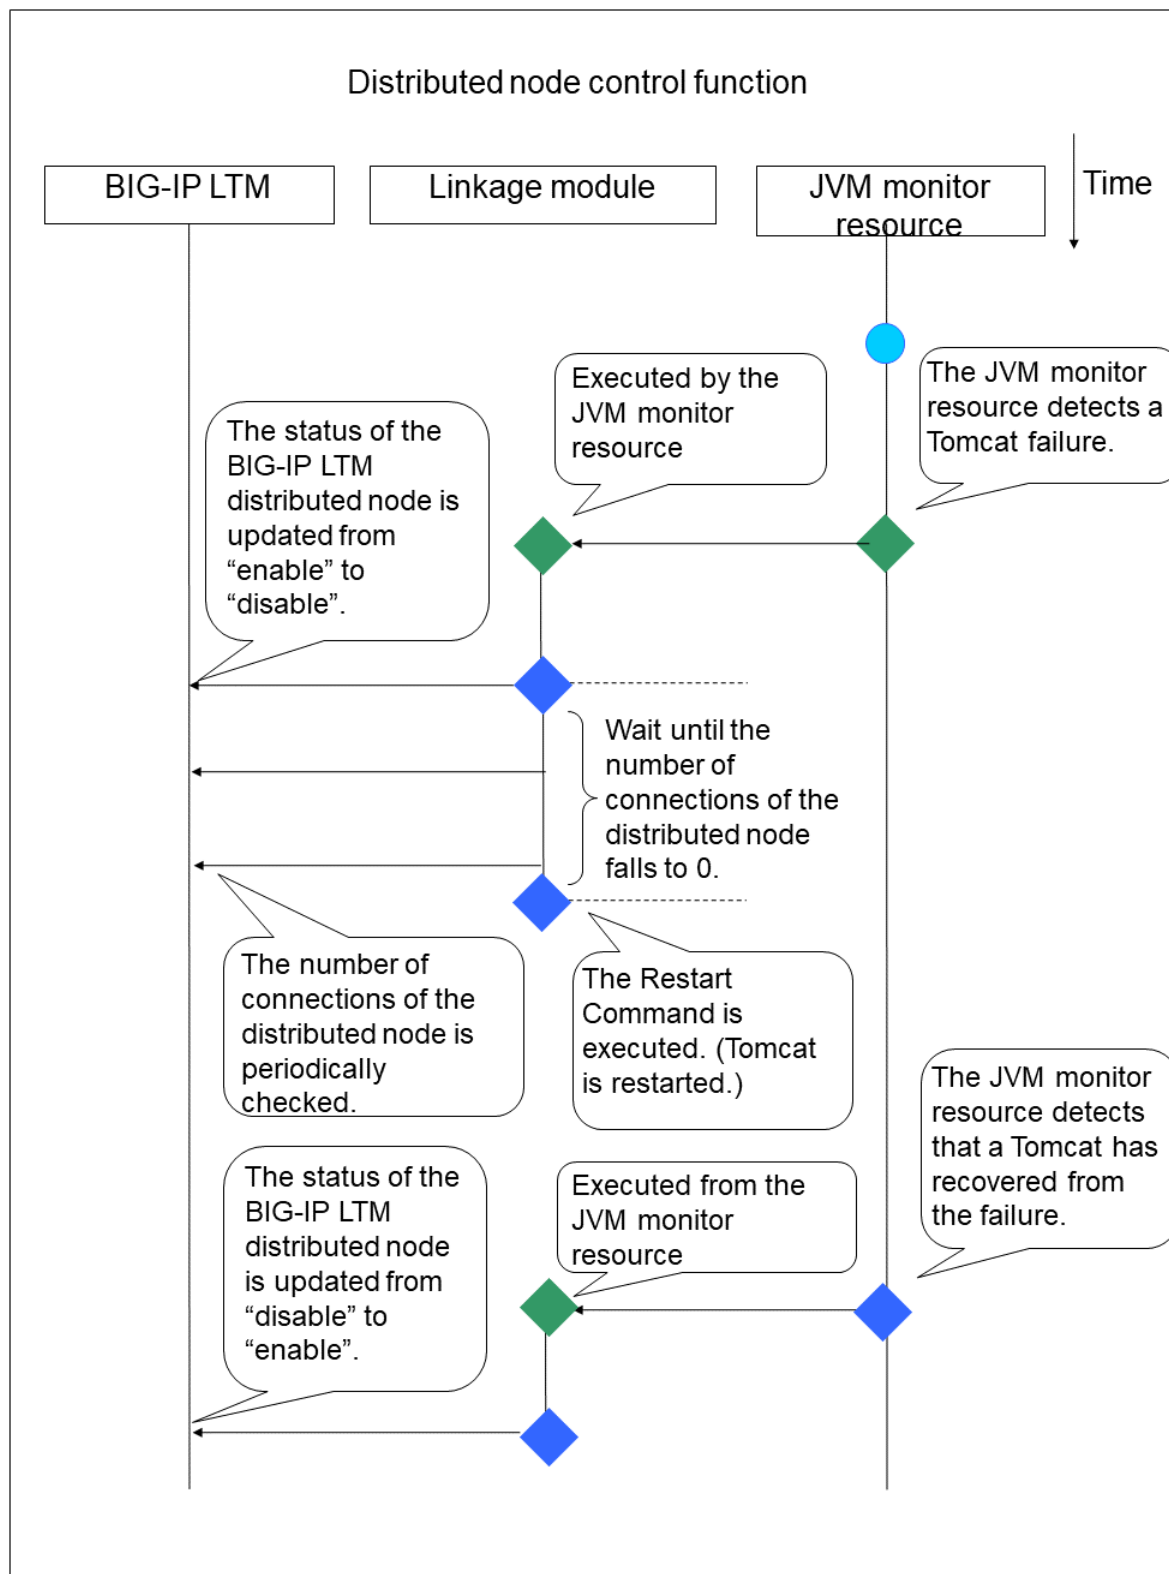 Distributed node control function
BIG-IP LTM
Linkage module
JVM monitor
resource
Time
Executed by the
JVM monitor
resource
The JVM monitor
resource detects a
Tomcat failure.
The status of the
BIG-IP LTM
distributed node is
updated from
“enable” to
“disable”.
Wait until the
number of
connections of the
distributed node
falls to 0.
The number of
connections of the
distributed node is
periodically
checked.
The Restart
Command is
executed. (Tomcat
is restarted.)
The JVM monitor
resource detects
that a Tomcat has
recovered from
the failure.
The status of the
BIG-IP LTM
distributed node
is updated from
“disable” to
“enable”.
Executed from the
JVM monitor
resource